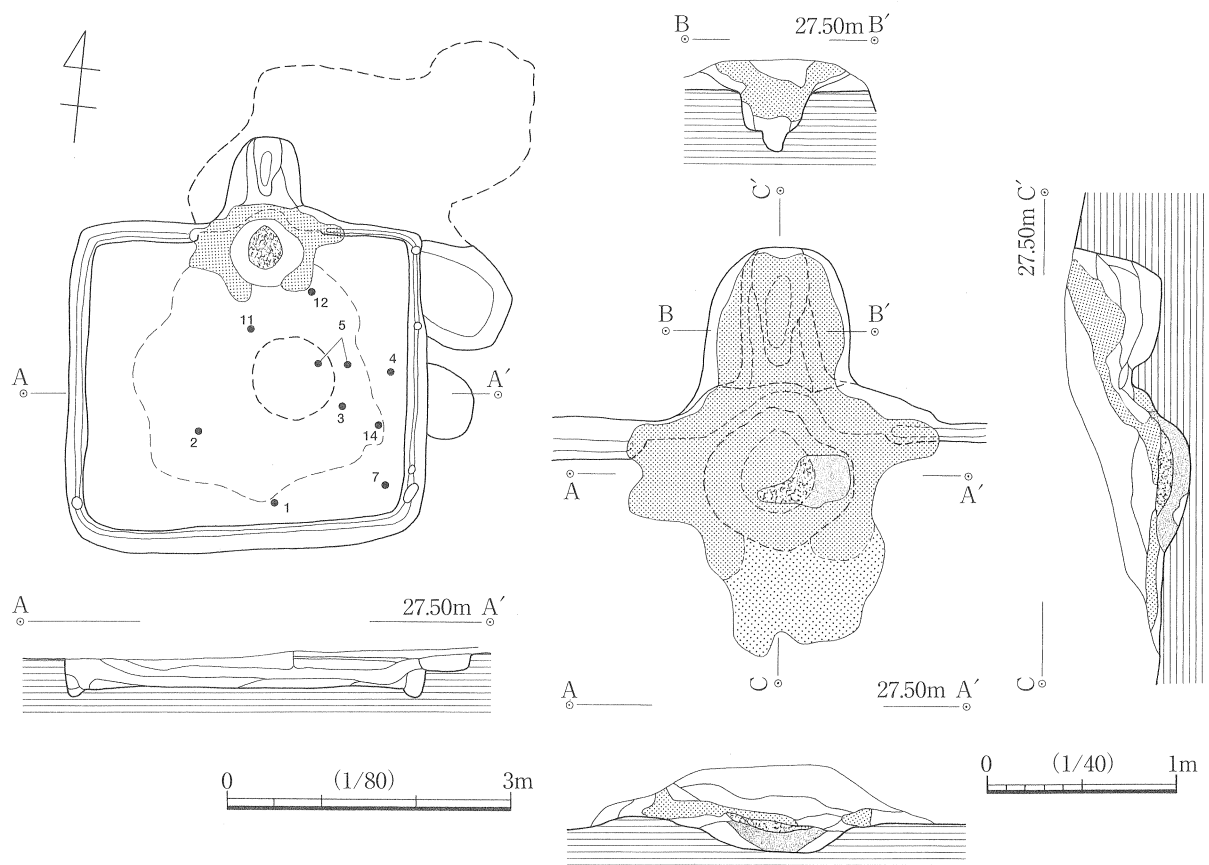 B 27.50m B′
12
11
5
4
A A′
3
14
2
7
1
A 27.50m A′
0 (1/80) 3m
C′
B B′
A A′
C
27.50m C′
C
A 27.50m A′
0 (1/40) 1m